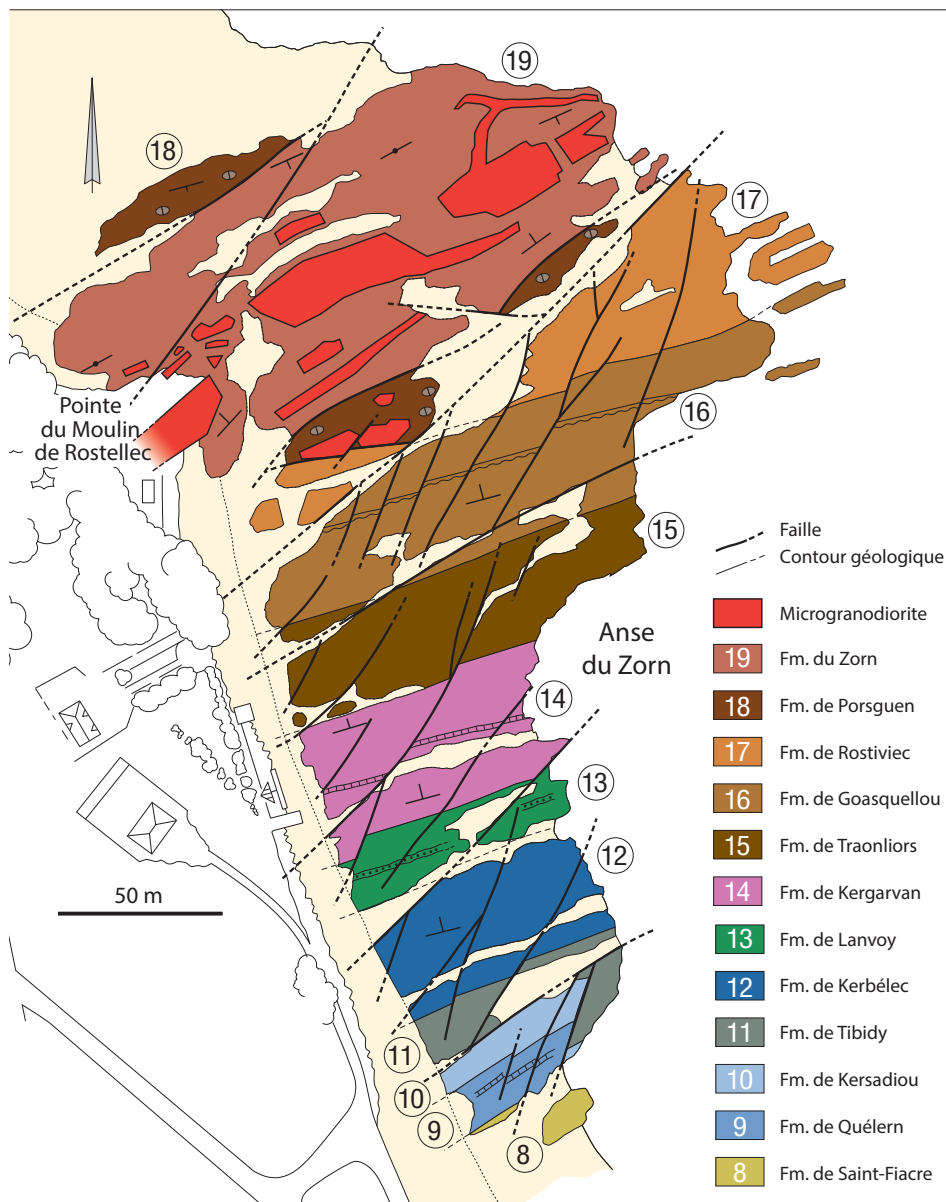 19
18
17
Pointe
du Moulin
de Rostellec
16
15
Anse
du Zorn
14
13
12
50 m
11
10
9
8
Faille
Contour géologique
Microgranodiorite
19 Fm. du Zorn
18 Fm. de Porsguen
17 Fm. de Rostiviec
16 Fm. de Goasquellou
15 Fm. de Traonliors
14 Fm. de Kergarvan
13 Fm. de Lanvoy
12 Fm. de Kerbélec
11 Fm. de Tibidy
10 Fm. de Kersadiou
9 Fm. de Quélern
8 Fm. de Saint-Fiacre